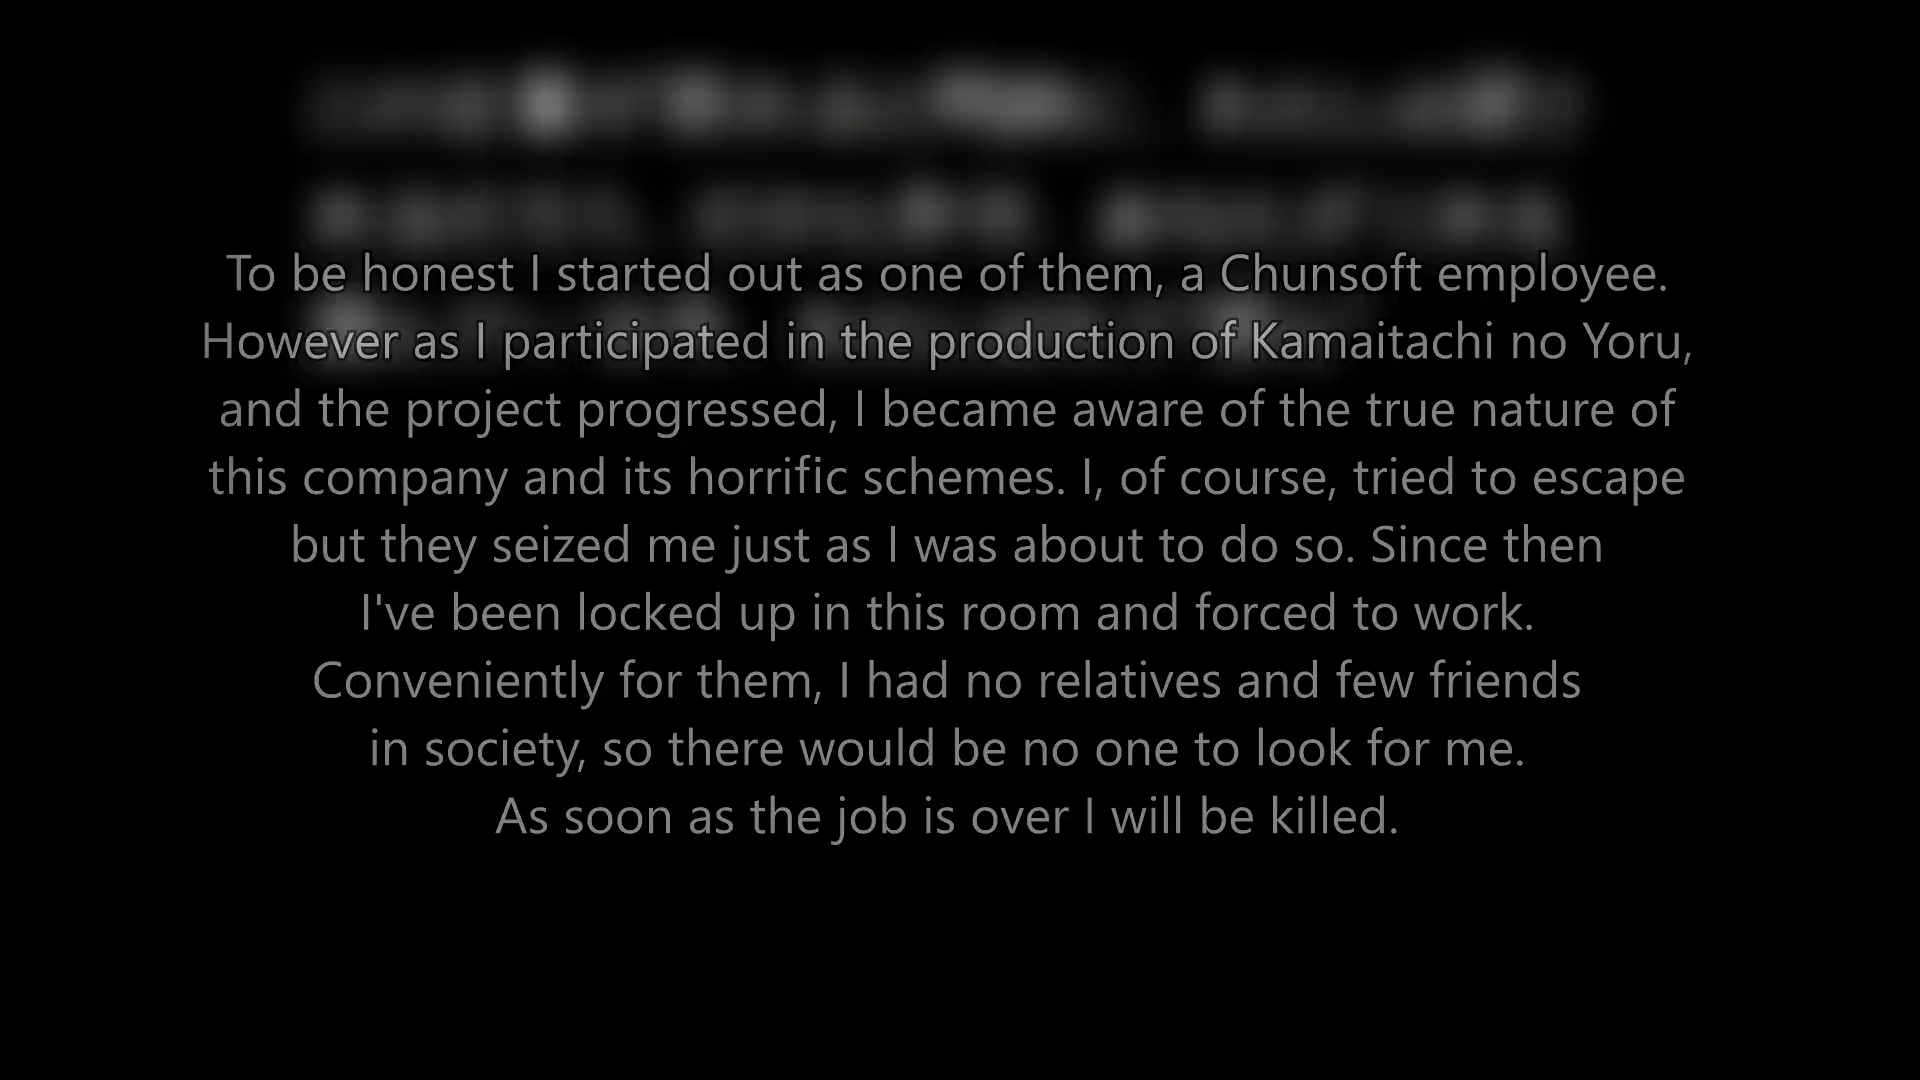 To be honest I started out as one of them, a Chunsoft employee.
However as I participated in the production of Kamaitachi no Yoru,
and the project progressed, I became aware of the true nature of
this company and its horrific schemes. I, of course, tried to escape
but they seized me just as I was about to do so. Since then
I've been locked up in this room and forced to work.
Conveniently for them, I had no relatives and few friends
in society, so there would be no one to look for me.
As soon as the job is over I will be killed.